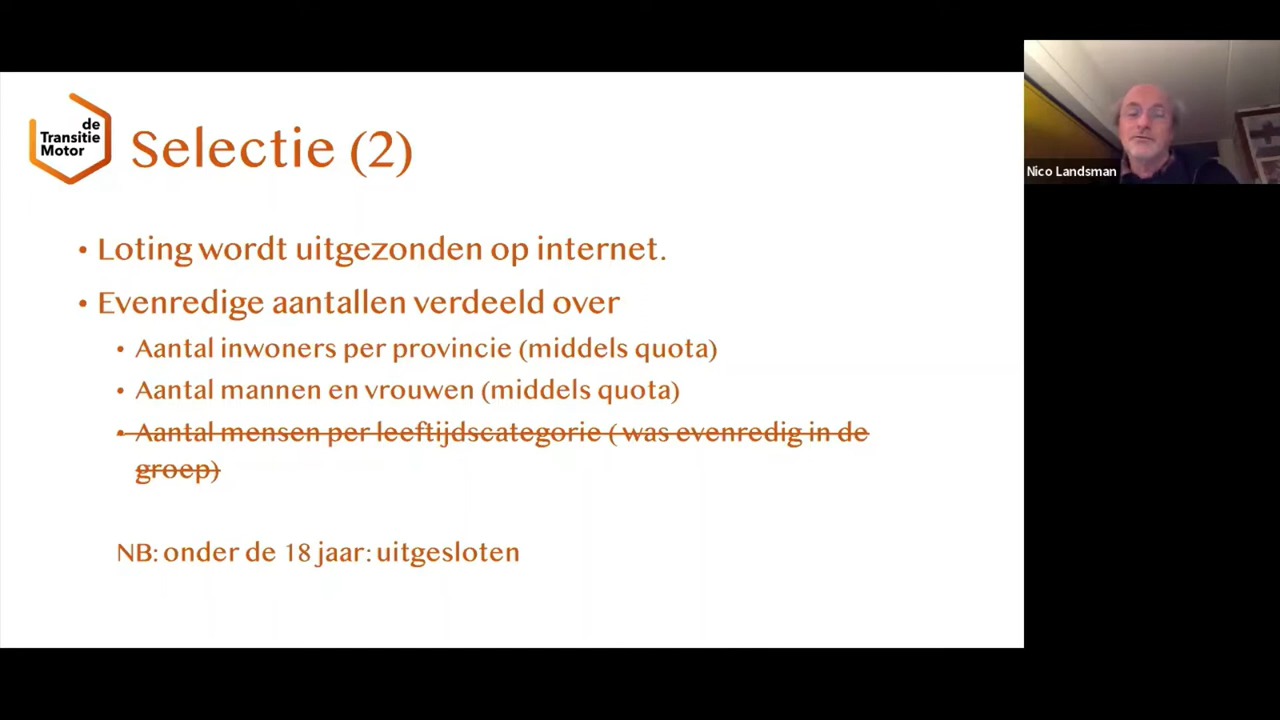 de
Transitie
Motor
Selectie (2)
• Loting wordt uitgezonden op internet.
• Evenredige aantallen verdeeld over
• Aantal inwoners per provincie (middels quota)
• Aantal mannen en vrouwen (middels quota)
• Aantal mensen per leeftijdscategorie ( was evenredig in de
groep)
NB: onder de 18 jaar: uitgesloten
Nico Landsman